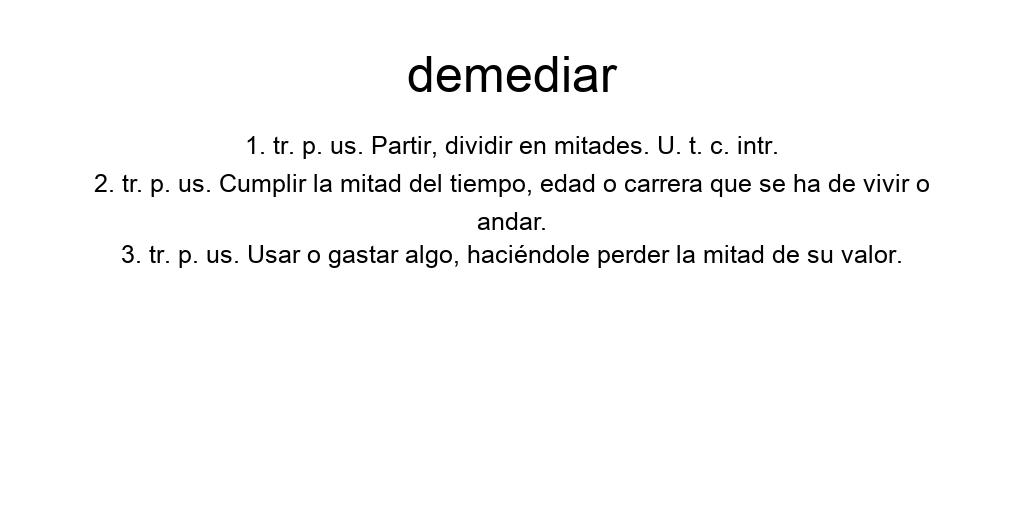 demediar
1. tr. p. us. Partir, dividir en mitades. U. t. c. intr.
2. tr. p. us. Cumplir la mitad del tiempo, edad o carrera que se ha de vivir o
andar.
3. tr. p. us. Usar o gastar algo, haciéndole perder la mitad de su valor.